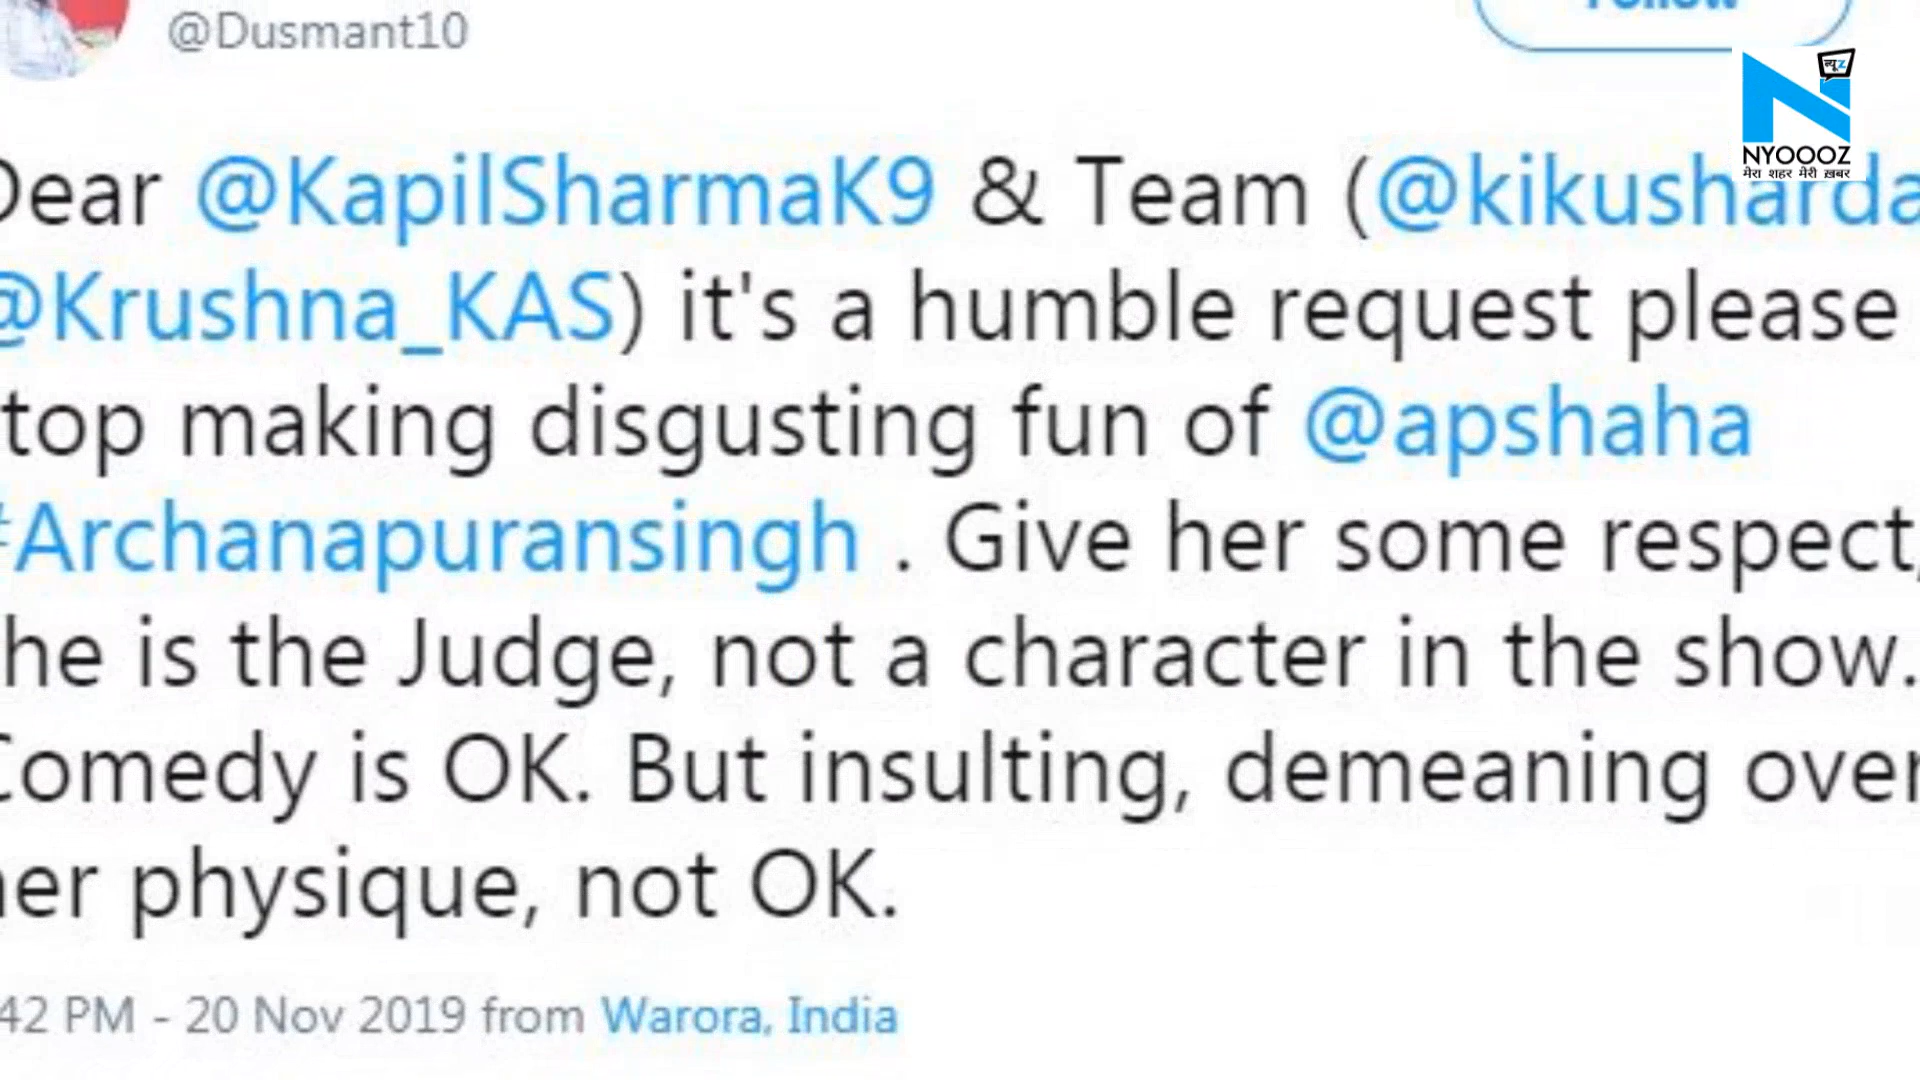 @Dusmant10
Follow
न्यूz
NYOOOZ
मेरा शहर मेरी ख़बर
Dear @KapilSharmaK9 & Team (@kikusharda
@Krushna_KAS) it's a humble request please
top making disgusting fun of @apshaha
#Archanapuransingh . Give her some respect,
he is the Judge, not a character in the show.
Comedy is OK. But insulting, demeaning over
her physique, not OK.
42 PM - 20 Nov 2019 from Warora, India